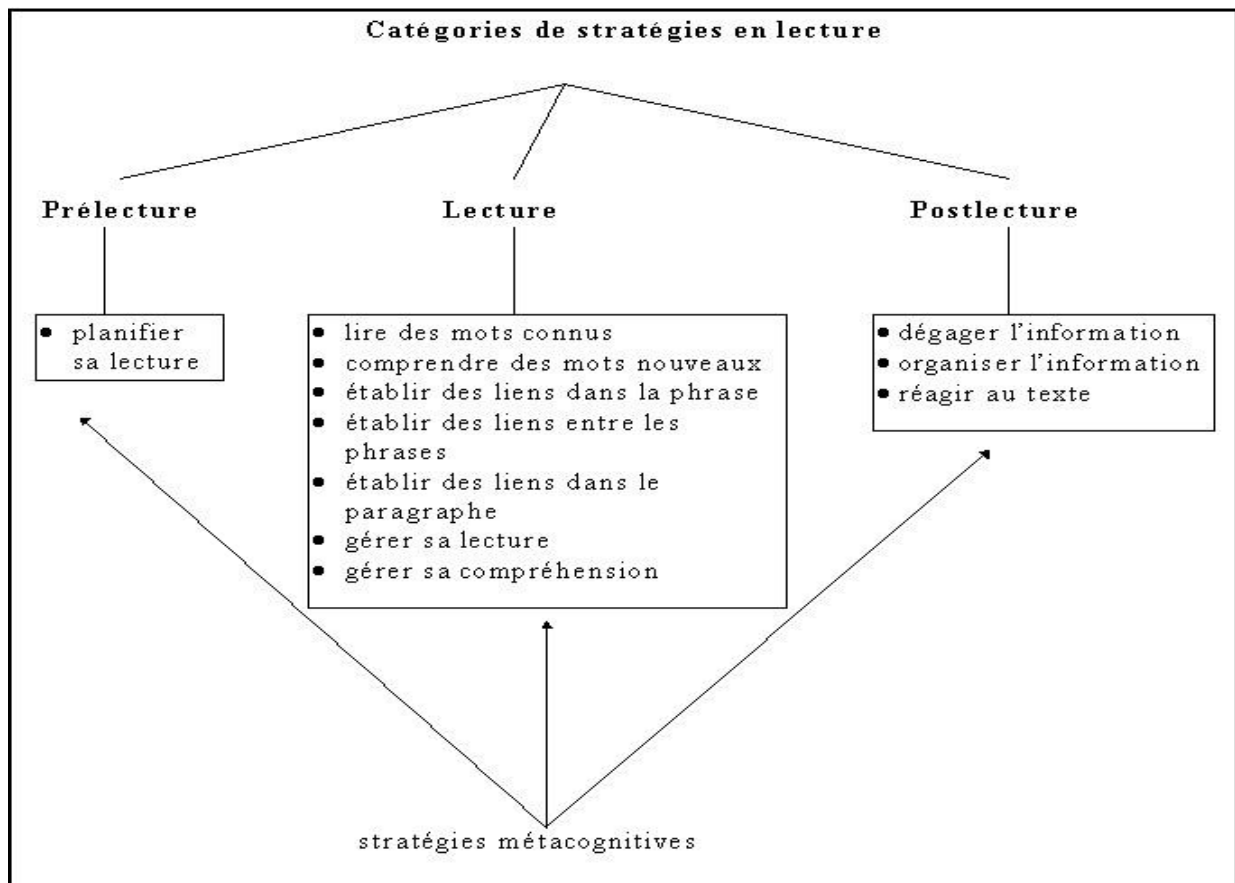 Catégories de stratégies en lecture
Prélecture
Lecture
Postlecture
• planifier
sa lecture
• lire des mots connus
• comprendre des mots nouveaux
• établir des liens dans la phrase
• établir des liens entre les
phrases
• établir des liens dans le
paragraphe
• gérer sa lecture
• gérer sa compréhension
• dégager l'information
• organiser l'information
• réagir au texte
stratégies métacognitives